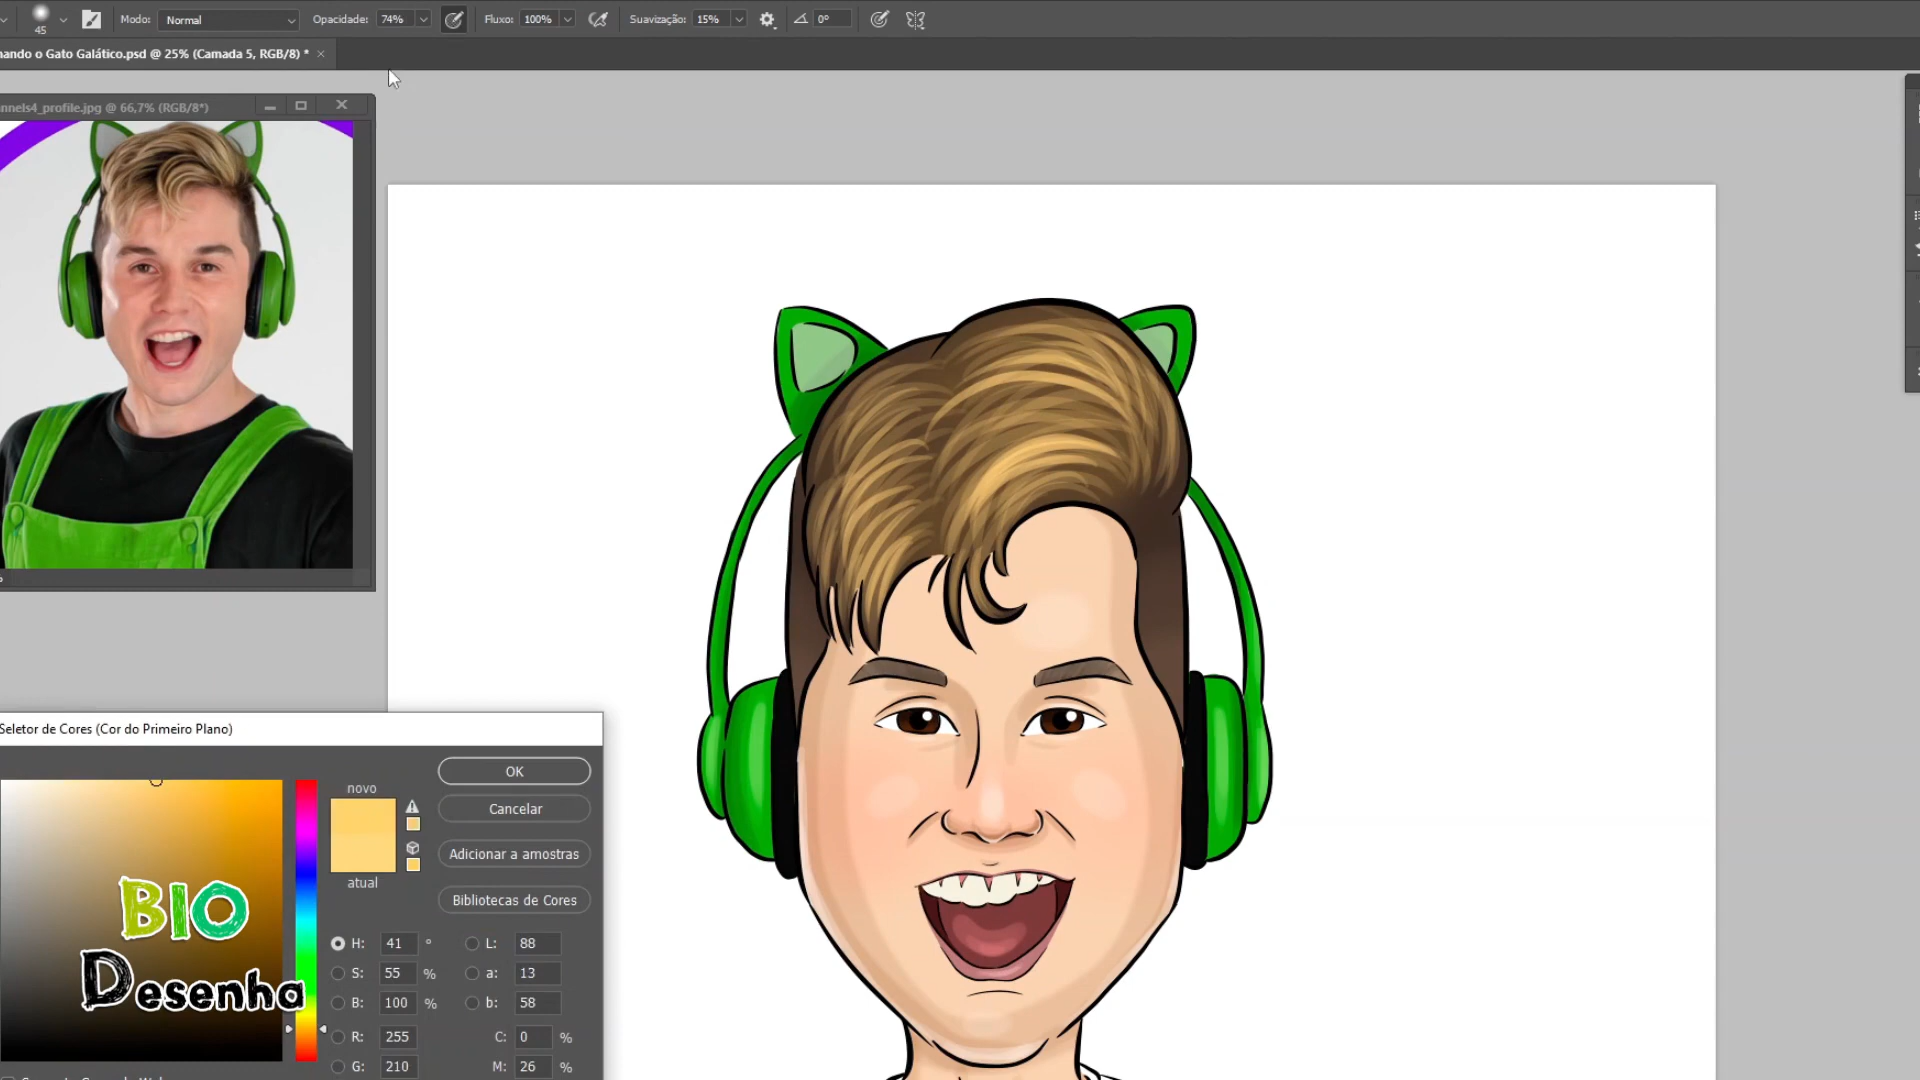 45
Modo: Normal Opacidade: 74% Fluxo: 100% Suavização: 15% 0°
nando o Gato Galático.psd @ 25% (Camada 5, RGB/8) * ×
nnels4_profile.jpg @ 66,7% (RGB/8*)
Seletor de Cores (Cor do Primeiro Plano)
novo
atual
OK
Cancelar
Adicionar a amostras
Bibliotecas de Cores
H: 41 ° L: 88
S: 55 % a: 13
B: 100 % b: 58
R: 255 C: 0 %
G: 210 M: 26 %
BIO
Desenha